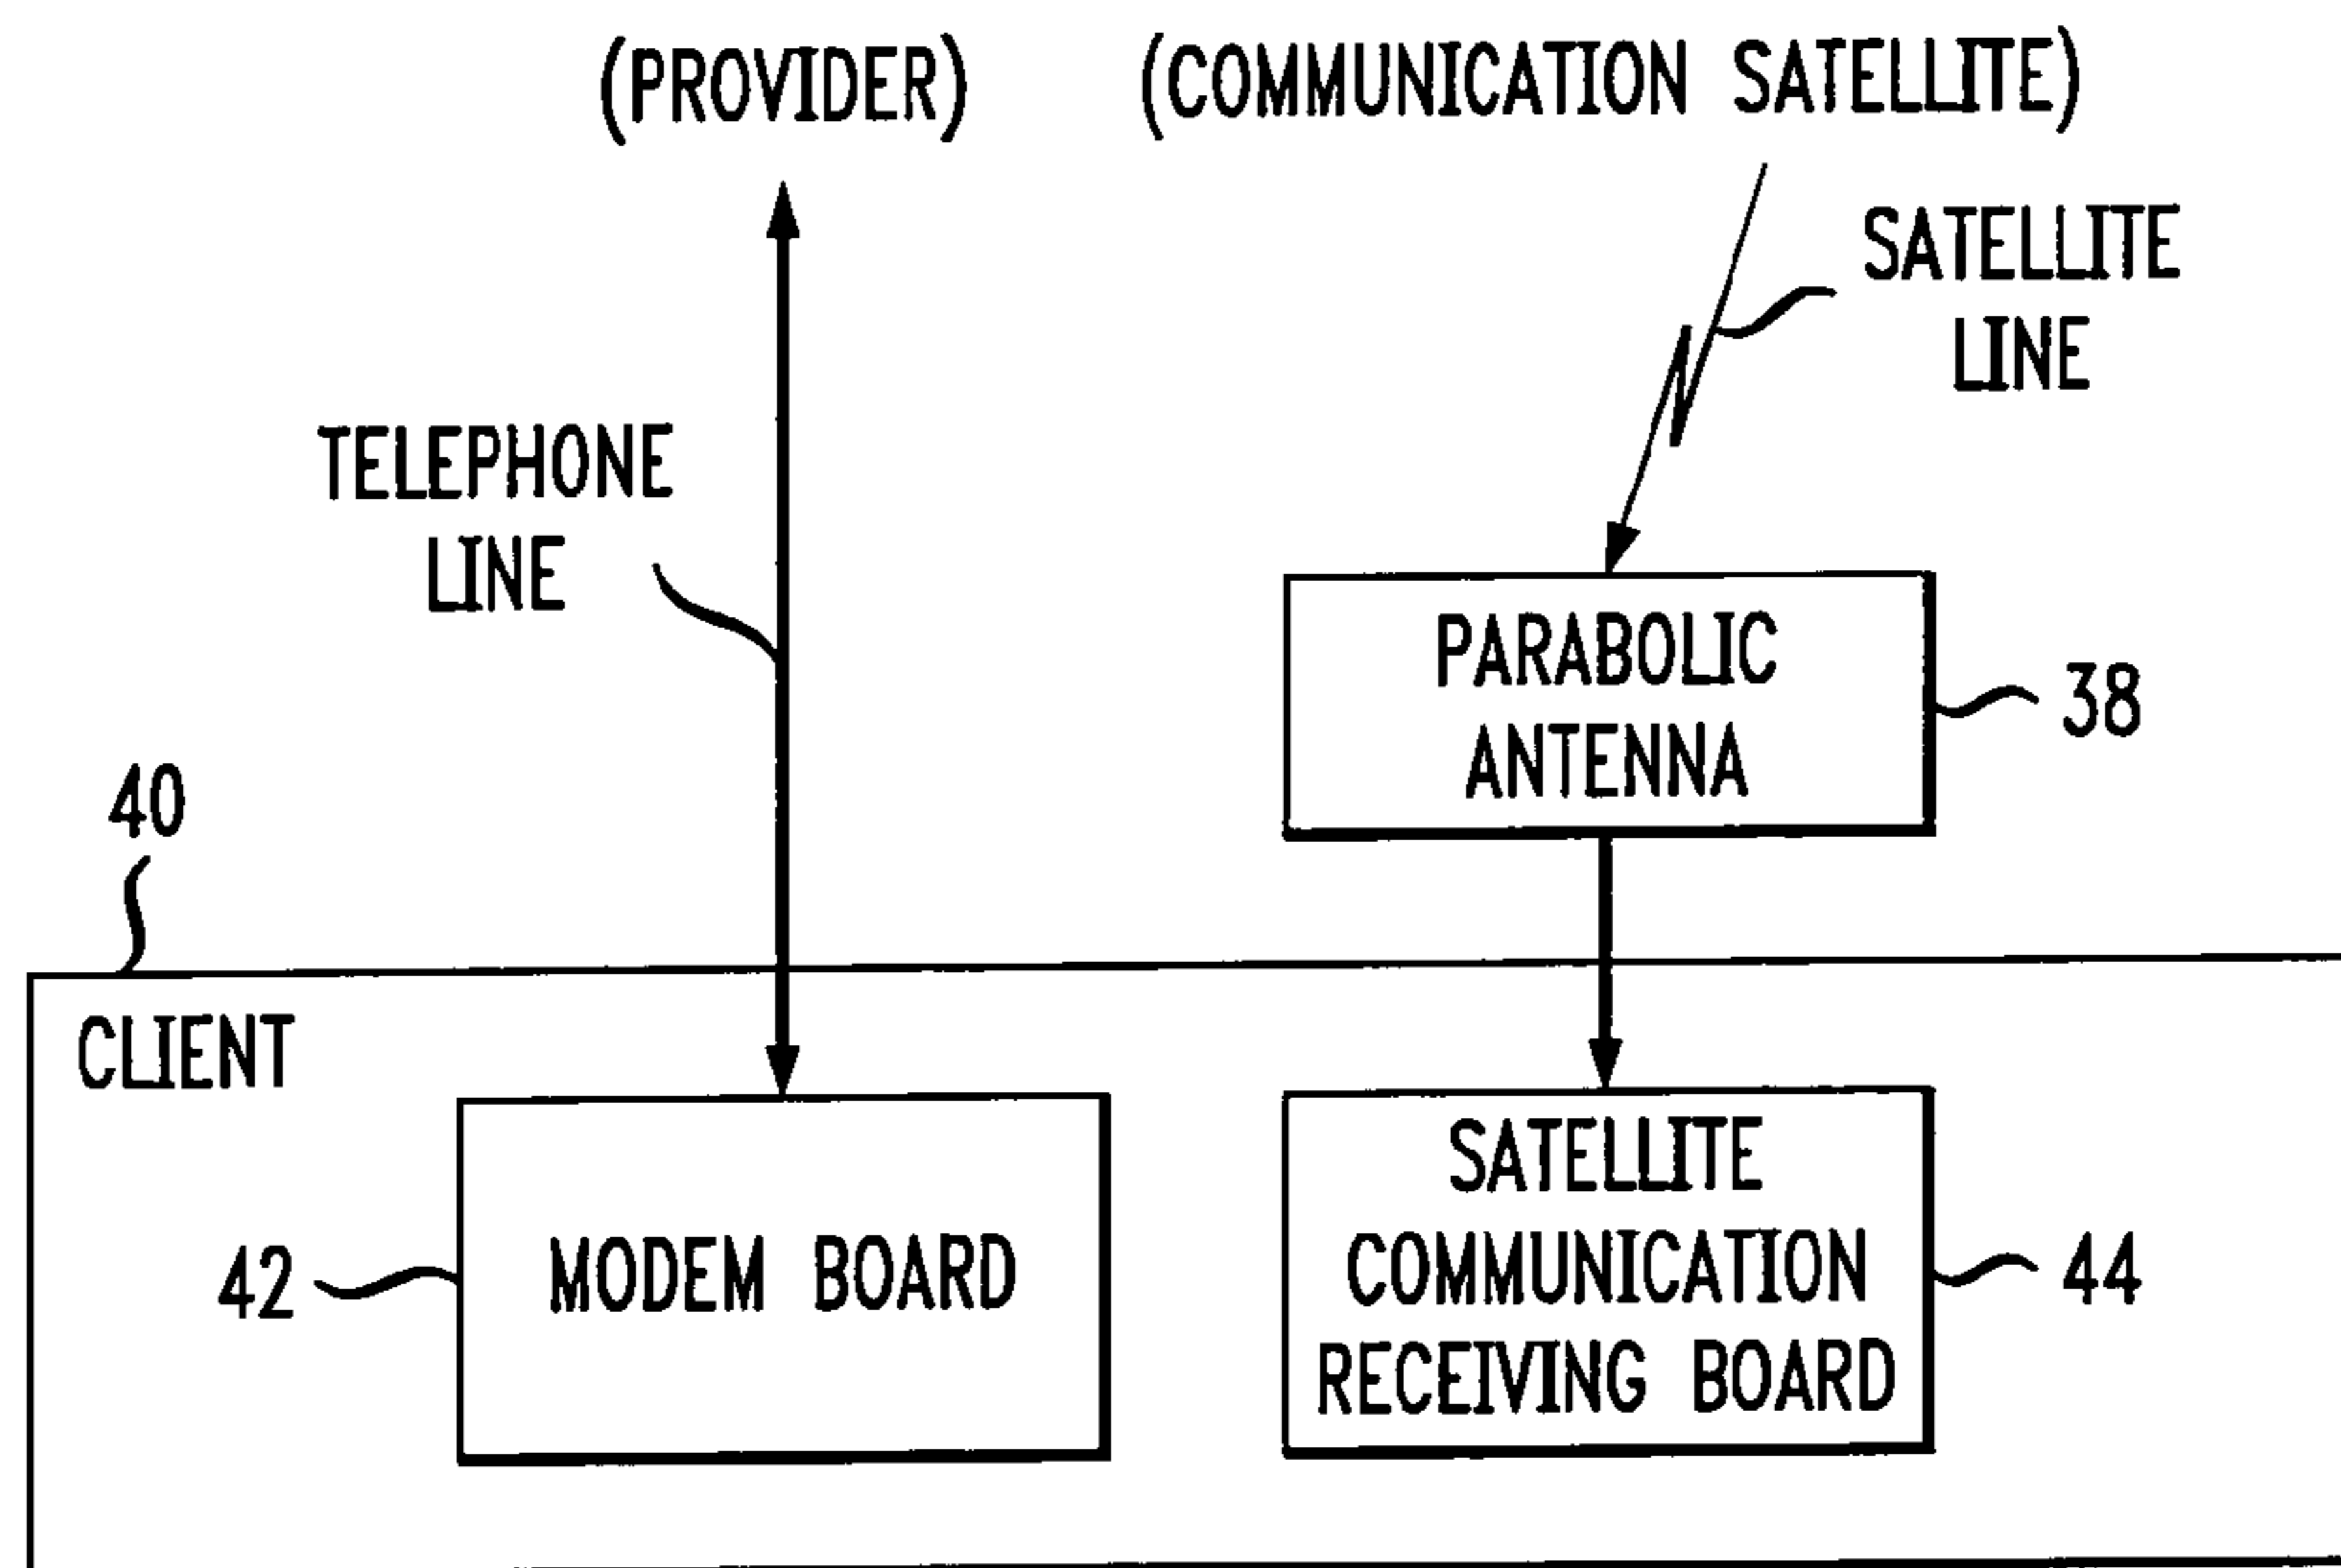 (PROVIDER)
(COMMUNICATION SATELLITE)
SATELLITE
LINE
TELEPHONE
LINE
PARABOLIC
ANTENNA
38
40
CLIENT
42
MODEM BOARD
SATELLITE
COMMUNICATION
RECEIVING BOARD
44